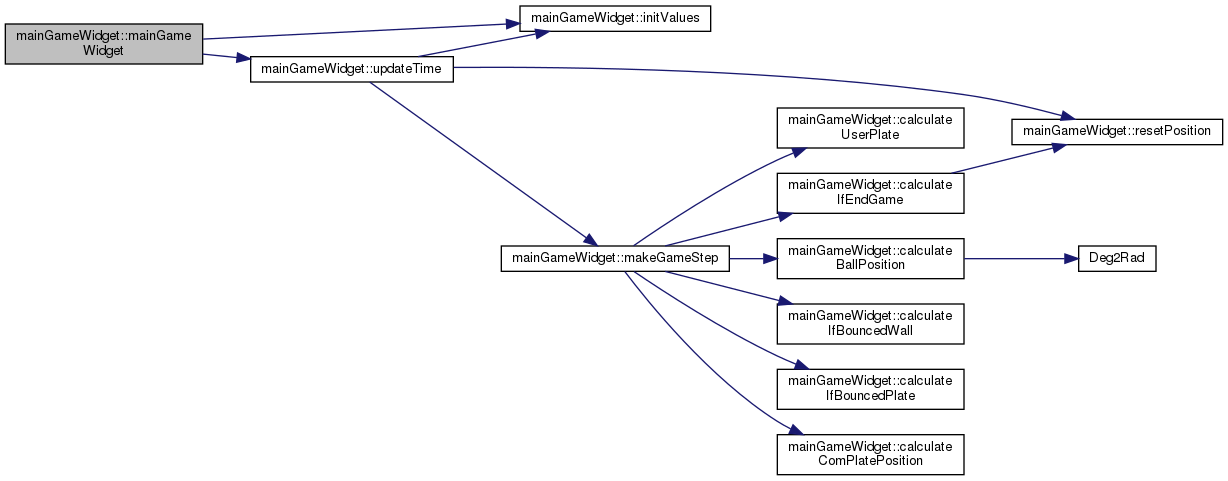 mainGameWidget::mainGame
Widget
mainGameWidget::initValues
mainGameWidget::updateTime
mainGameWidget::makeGameStep
mainGameWidget::calculate
UserPlate
mainGameWidget::calculate
IfEndGame
mainGameWidget::calculate
BallPosition
mainGameWidget::calculate
IfBouncedWall
mainGameWidget::calculate
IfBouncedPlate
mainGameWidget::calculate
ComPlatePosition
mainGameWidget::resetPosition
Deg2Rad